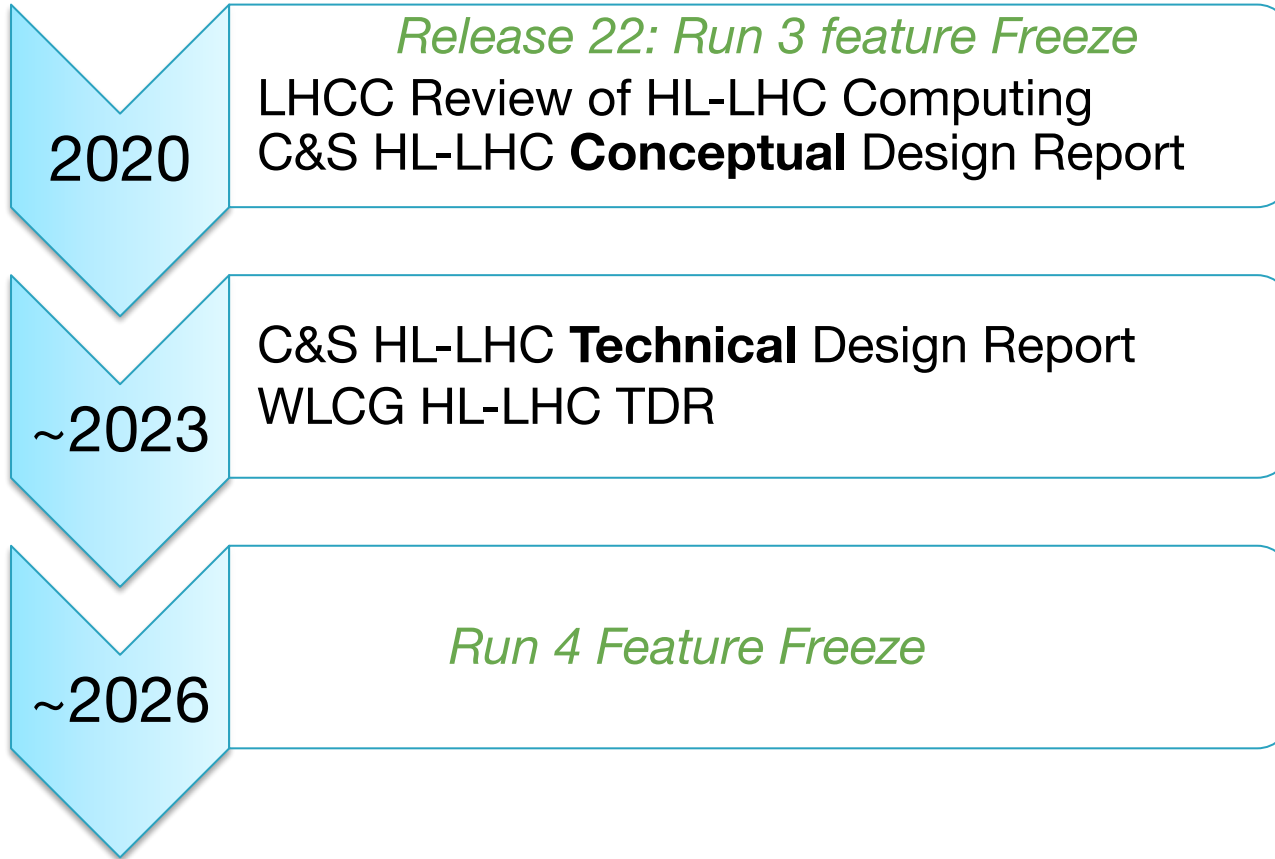 2020
Release 22: Run 3 feature Freeze
LHCC Review of HL-LHC Computing
C&S HL-LHC Conceptual Design Report
~2023
C&S HL-LHC Technical Design Report
WLCG HL-LHC TDR
~2026
Run 4 Feature Freeze